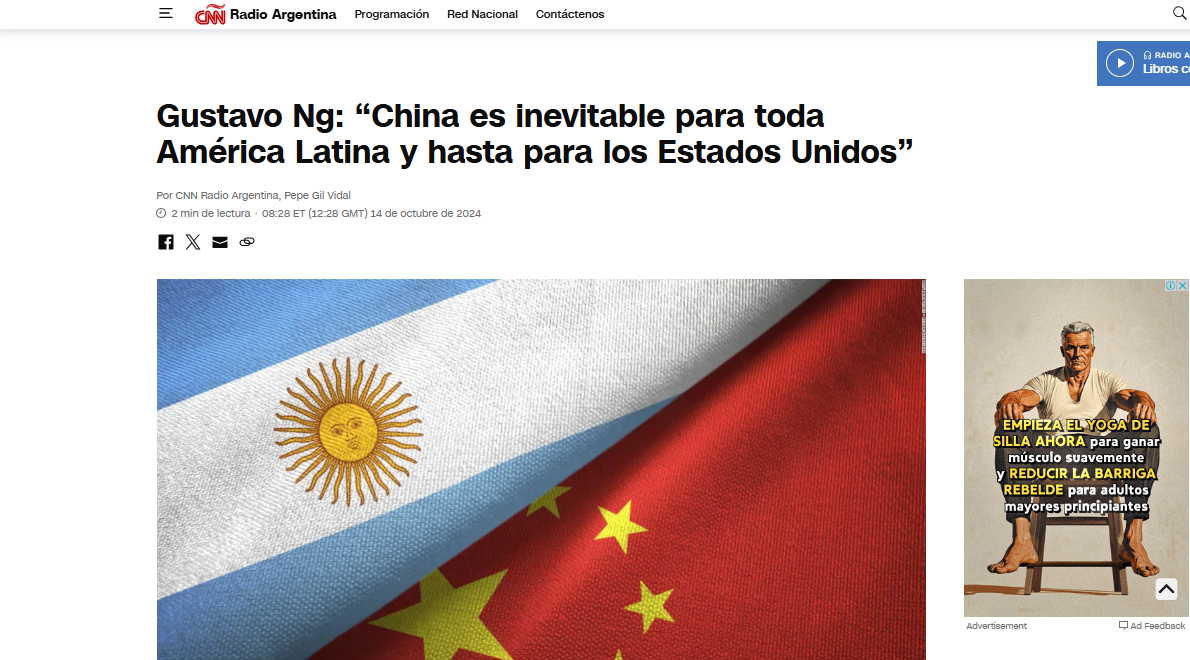 CNN Radio Argentina Programación Red Nacional Contáctenos
RADIO A
Libros c
Gustavo Ng: “China es inevitable para toda
América Latina y hasta para los Estados Unidos”
Por CNN Radio Argentina, Pepe Gil Vidal
2 min de lectura · 08:28 ET (12:28 GMT) 14 de octubre de 2024
EMPIEZA EL YOGA DE
SILLA AHORA para ganar
músculo suavemente
y REDUCIR LA BARRIGA
REBELDE para adultos
mayores principiantes
Advertisement Ad Feedback